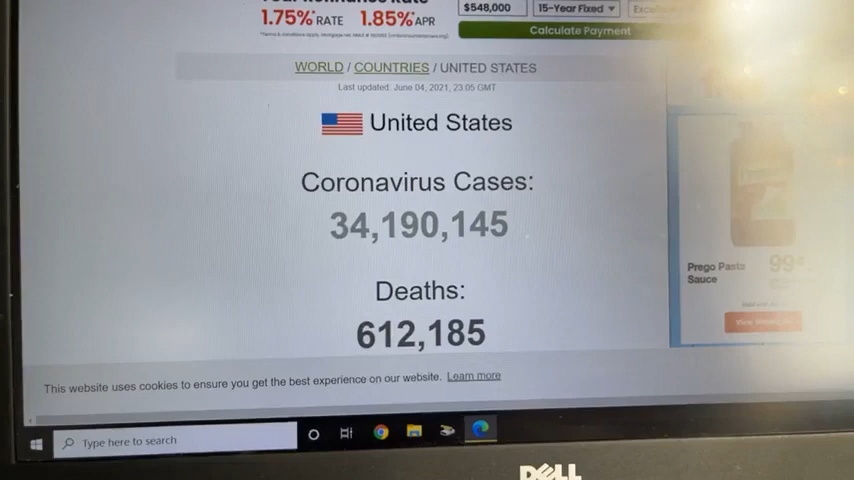 1.75% RATE 1.85% APR
$548,000
15-Year Fixed
Calculate Payment
WORLD / COUNTRIES / UNITED STATES
Last updated: June 04, 2021, 23:05 GMT
United States
Coronavirus Cases:
34,190,145
Deaths:
612,185
Prego Pasta
Sauce
99¢
This website uses cookies to ensure you get the best experience on our website. Learn more
Type here to search
DELL